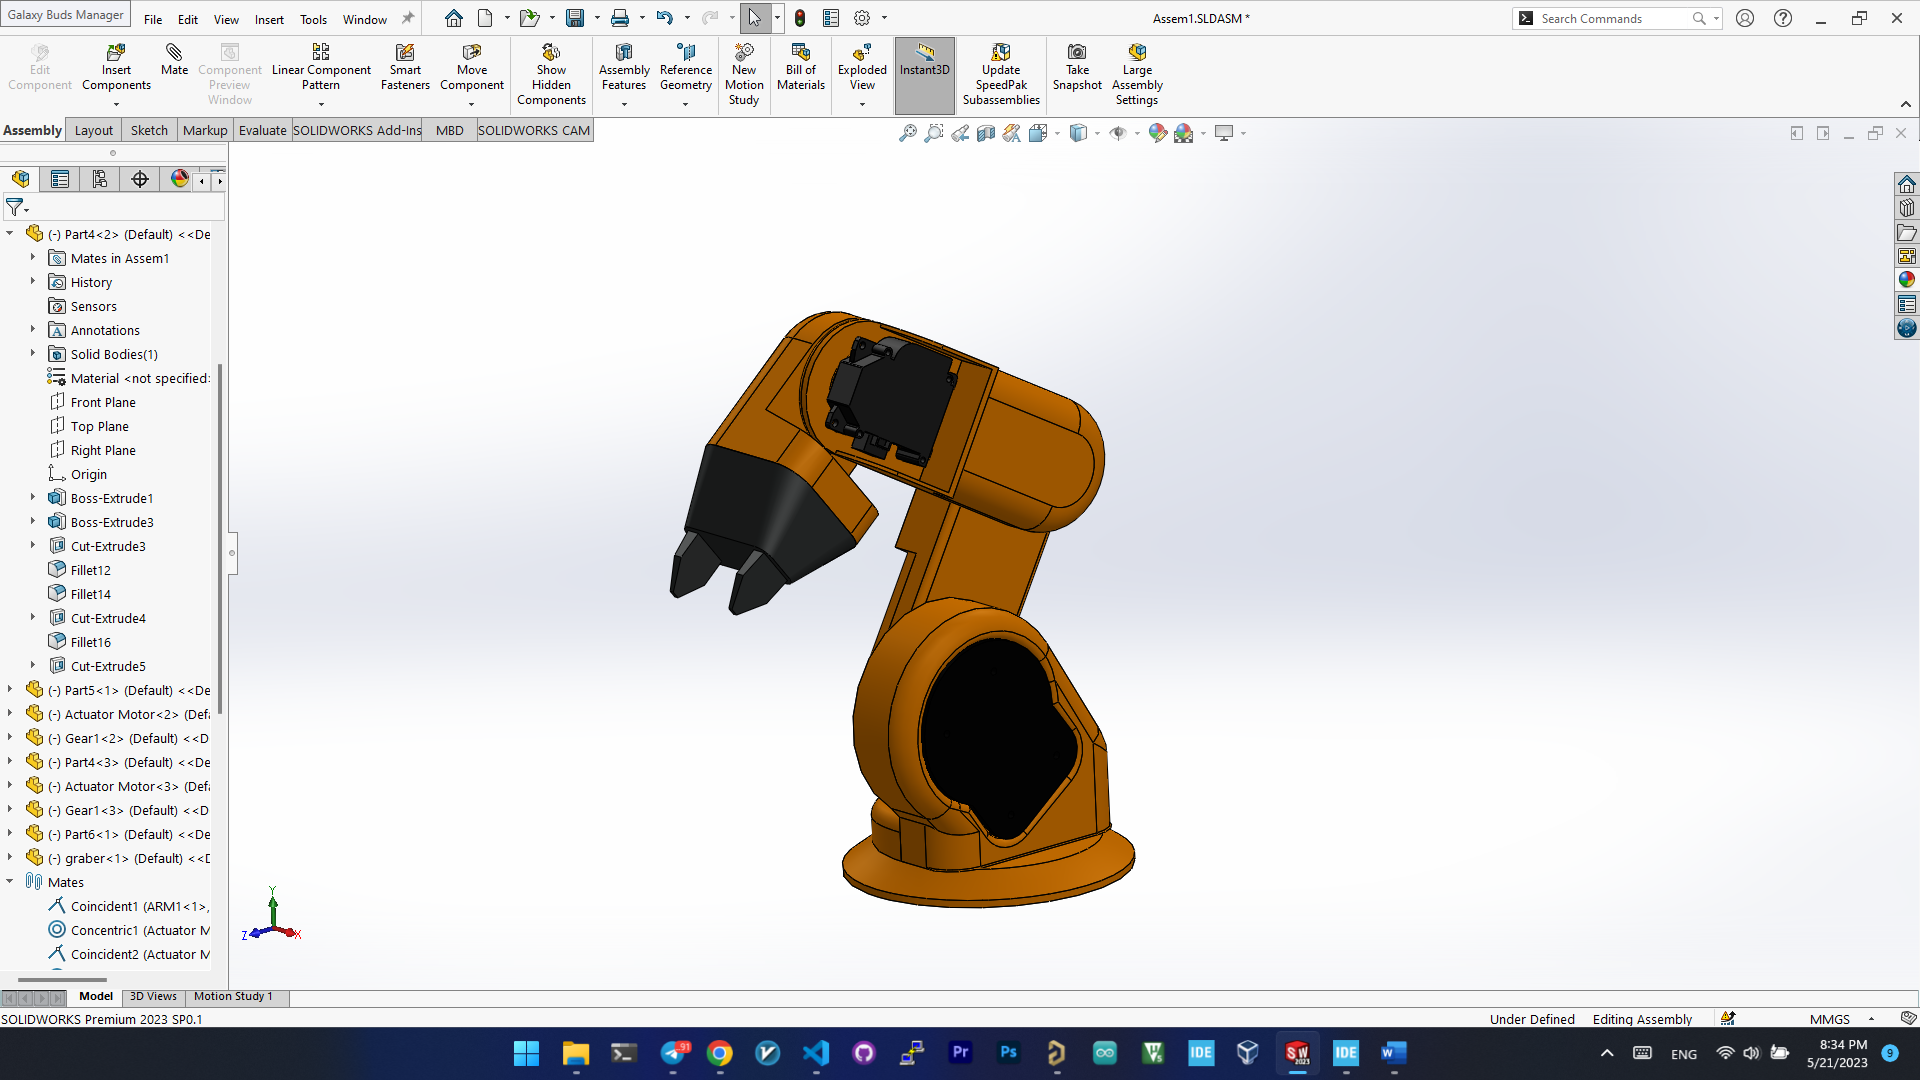 Galaxy Buds Manager
File Edit View Insert Tools Window
Assem1.SLDASM *
Search Commands
Edit Component
Insert Components
Mate
Component Preview Window
Linear Component Pattern
Smart Fasteners
Move Component
Show Hidden Components
Assembly Features
Reference Geometry
New Motion Study
Bill of Materials
Exploded View
Instant3D
Update SpeedPak Subassemblies
Take Snapshot
Large Assembly Settings
Assembly Layout Sketch Markup Evaluate SOLIDWORKS Add-Ins MBD SOLIDWORKS CAM
(-) Part4<2> (Default) <<De
Mates in Assem1
History
Sensors
Annotations
Solid Bodies(1)
Material <not specified>
Front Plane
Top Plane
Right Plane
Origin
Boss-Extrude1
Boss-Extrude3
Cut-Extrude3
Fillet12
Fillet14
Cut-Extrude4
Fillet16
Cut-Extrude5
(-) Part5<1> (Default) <<De
(-) Actuator Motor<2> (Defa
(-) Gear1<2> (Default) <<D
(-) Part4<3> (Default) <<De
(-) Actuator Motor<3> (Defa
(-) Gear1<3> (Default) <<D
(-) Part6<1> (Default) <<De
(-) graber<1> (Default) <<D
Mates
Coincident1 (ARM1<1>,
Concentric1 (Actuator M
Coincident2 (Actuator M
Y
Z X
Model 3D Views Motion Study 1
SOLIDWORKS Premium 2023 SP0.1
Under Defined Editing Assembly MMGS
91
Pr Ps IDE SW 2023 IDE W
ENG
8:34 PM
5/21/2023
9